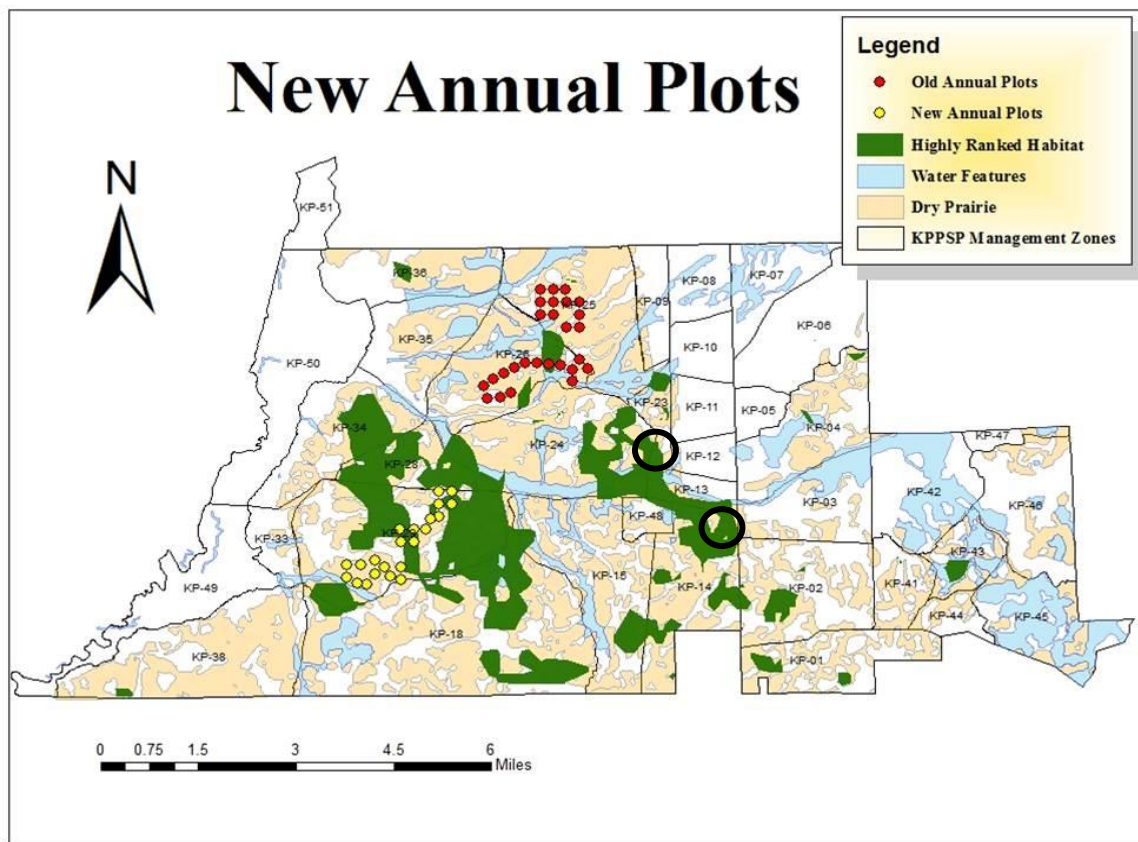 New Annual Plots
Legend
Old Annual Plots
New Annual Plots
Highly Ranked Habitat
Water Features
Dry Prairie
KPPSP Management Zones
N
KP-51
KP-36
KP-25
KP-09
KP-08
KP-07
KP-06
KP-50
KP-35
KP-26
KP-10
KP-23
KP-11
KP-05
KP-04
KP-34
KP-24
KP-12
KP-47
KP-28
KP-13
KP-03
KP-42
KP-46
KP-33
KP-48
KP-43
KP-49
KP-15
KP-14
KP-02
KP-41
KP-44
KP-45
KP-38
KP-18
KP-01
0 0.75 1.5 3 4.5 6
Miles